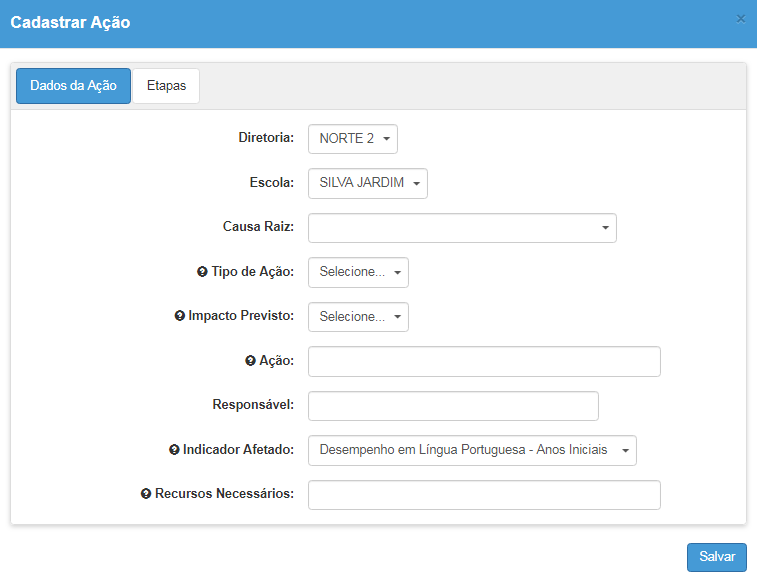 Cadastrar Ação
×
Dados da Ação Etapas
Diretoria: NORTE 2
Escola: SILVA JARDIM
Causa Raiz:
Tipo de Ação: Selecione...
Impacto Previsto: Selecione...
Ação:
Responsável:
Indicador Afetado: Desempenho em Língua Portuguesa - Anos Iniciais
Recursos Necessários:
Salvar